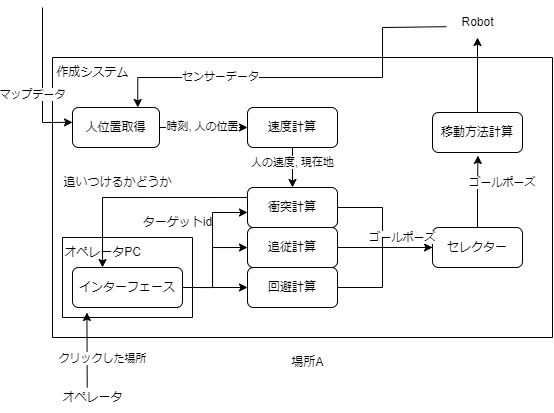 Robot
作成システム
センサーデータ
マップデータ
人位置取得
時刻, 人の位置
速度計算
移動方法計算
人の速度, 現在地
追いつけるかどうか
ゴールポーズ
衝突計算
ターゲットid
ゴールポーズ
オペレータPC
追従計算
セレクター
インターフェース
回避計算
クリックした場所
場所A
オペレータ